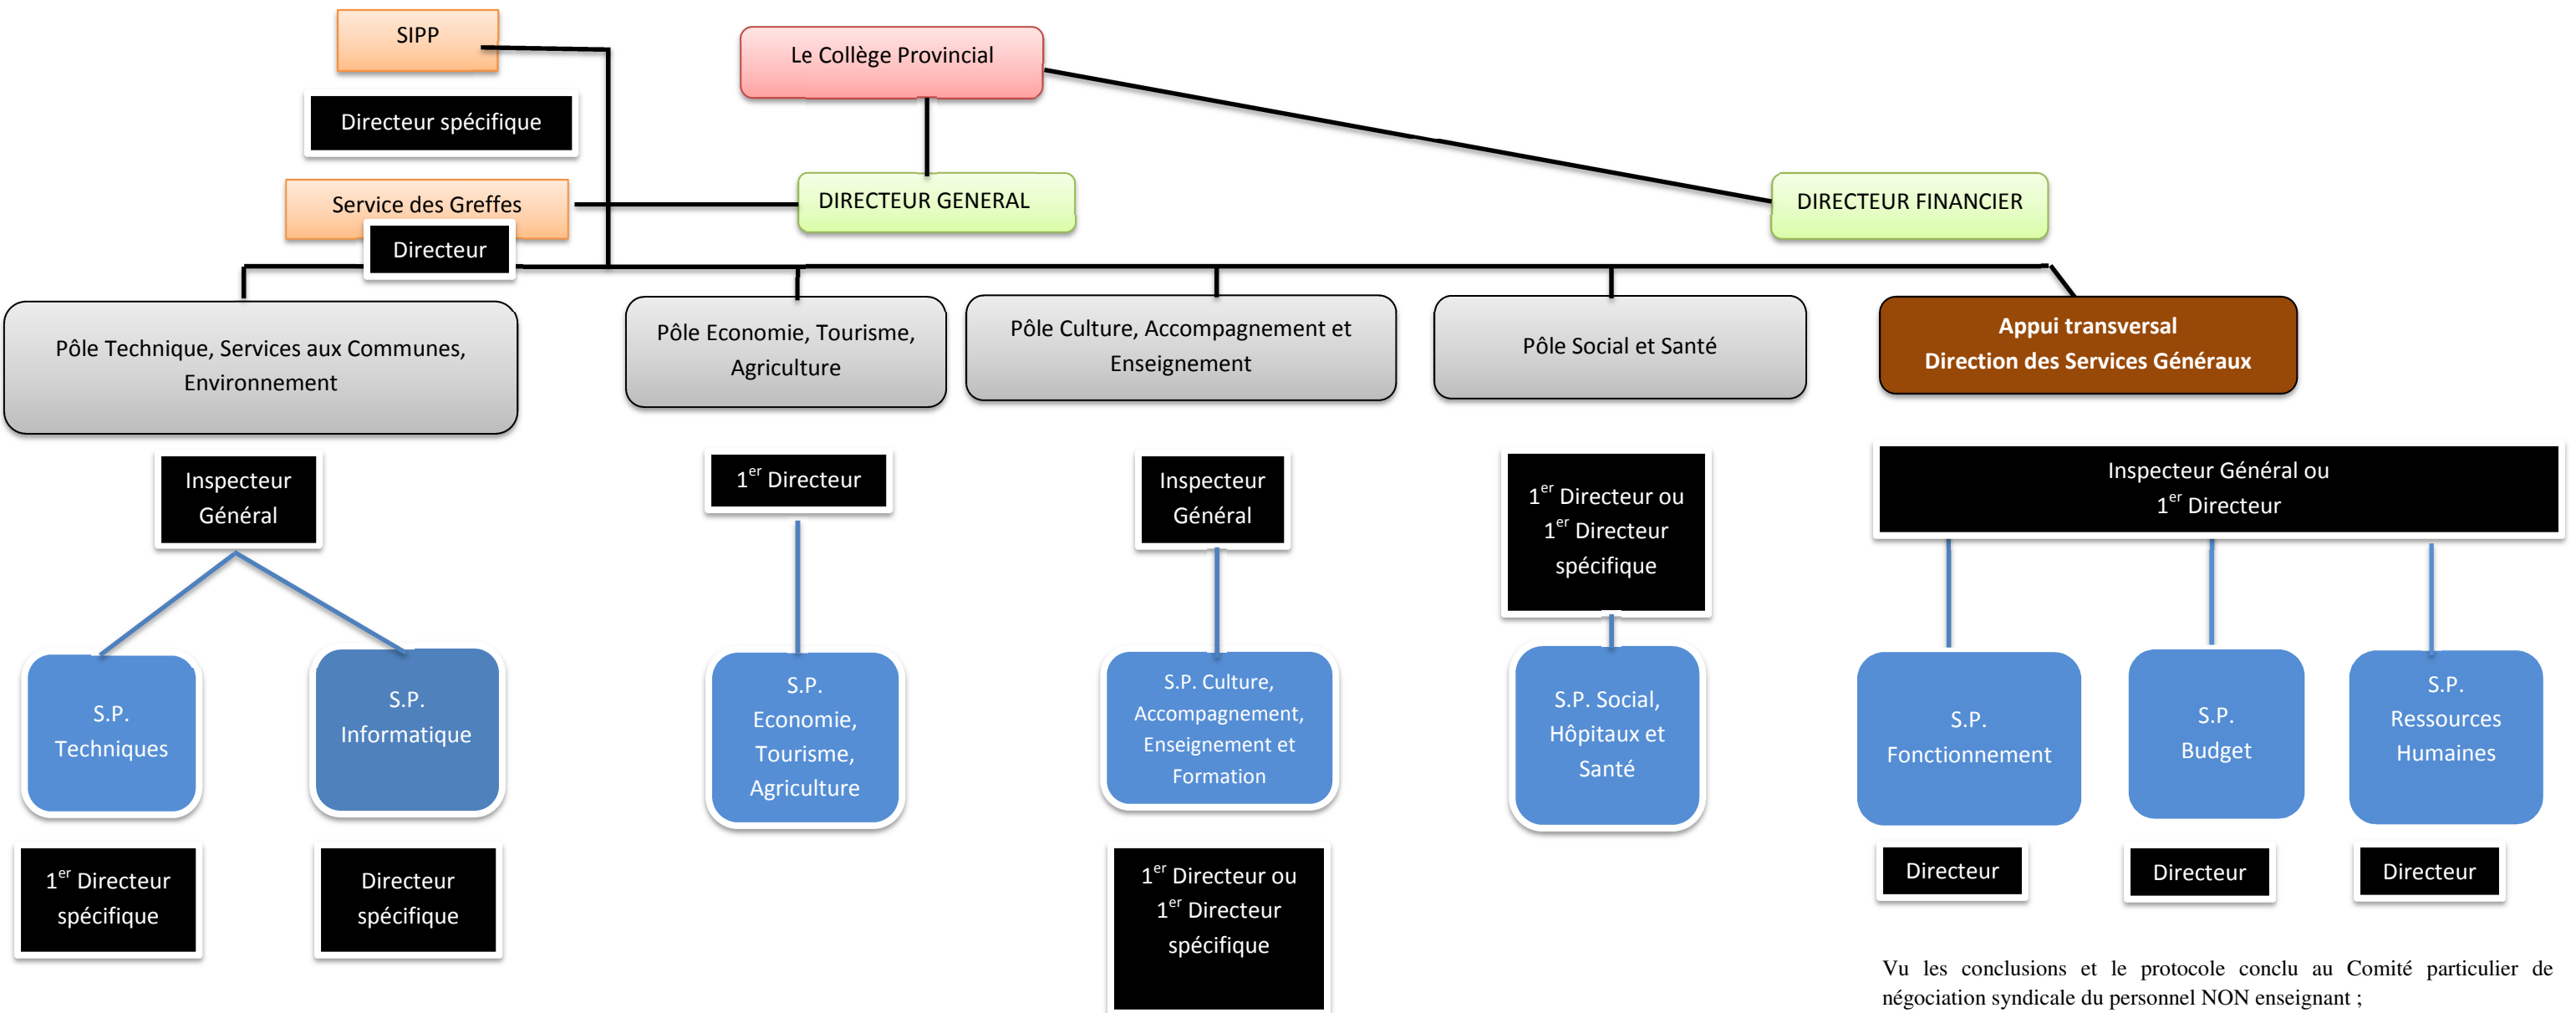 SIPP
Le Collège Provincial
Directeur spécifique
Service des Greffes
DIRECTEUR GENERAL
DIRECTEUR FINANCIER
Directeur
Pôle Technique, Services aux Communes,
Environnement
Pôle Economie, Tourisme,
Agriculture
Pôle Culture, Accompagnement et
Enseignement
Pôle Social et Santé
Appui transversal
Direction des Services Généraux
Inspecteur
Général
1er Directeur
Inspecteur
Général
1er Directeur ou
1er Directeur
spécifique
Inspecteur Général ou
1er Directeur
S.P.
Techniques
S.P.
Informatique
S.P.
Economie,
Tourisme,
Agriculture
S.P. Culture,
Accompagnement,
Enseignement et
Formation
S.P. Social,
Hôpitaux et
Santé
S.P.
Fonctionnement
S.P.
Budget
S.P.
Ressources
Humaines
1er Directeur
spécifique
Directeur
spécifique
1er Directeur ou
1er Directeur
spécifique
Directeur
Directeur
Directeur
Vu les conclusions et le protocole conclu au Comité particulier de
négociation syndicale du personnel NON enseignant ;